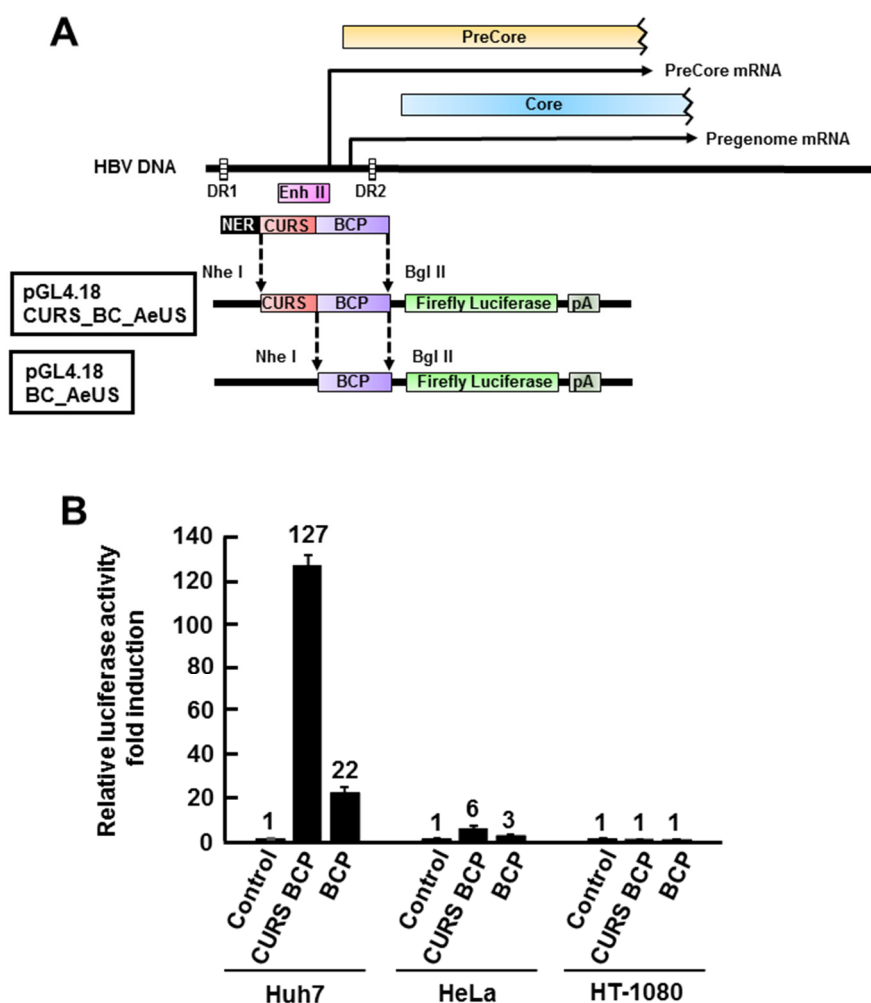 A
PreCore
PreCore mRNA
Core
Pregenome mRNA
HBV DNA
DR1
Enh II
DR2
NER
CURS
BCP
Nhe I
Bgl II
pGL4.18
CURS_BC_AeUS
CURS
BCP
Firefly Luciferase
pA
Nhe I
Bgl II
pGL4.18
BC_AeUS
BCP
Firefly Luciferase
pA
B
Relative luciferase activity
fold induction
140
120
100
80
60
40
20
0
1
127
22
1
6
3
1
1
1
Control
CURS BCP
BCP
Control
CURS BCP
BCP
Control
CURS BCP
BCP
Huh7
HeLa
HT-1080